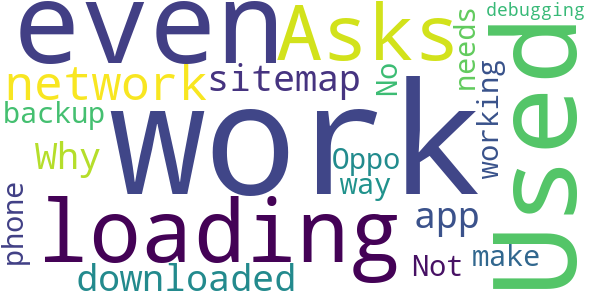 even
Asks
debugging
needs
No
network
sitemap
Used
work
working
backup
Why
Oppo
way
phone
loading
app
Not
make
downloaded